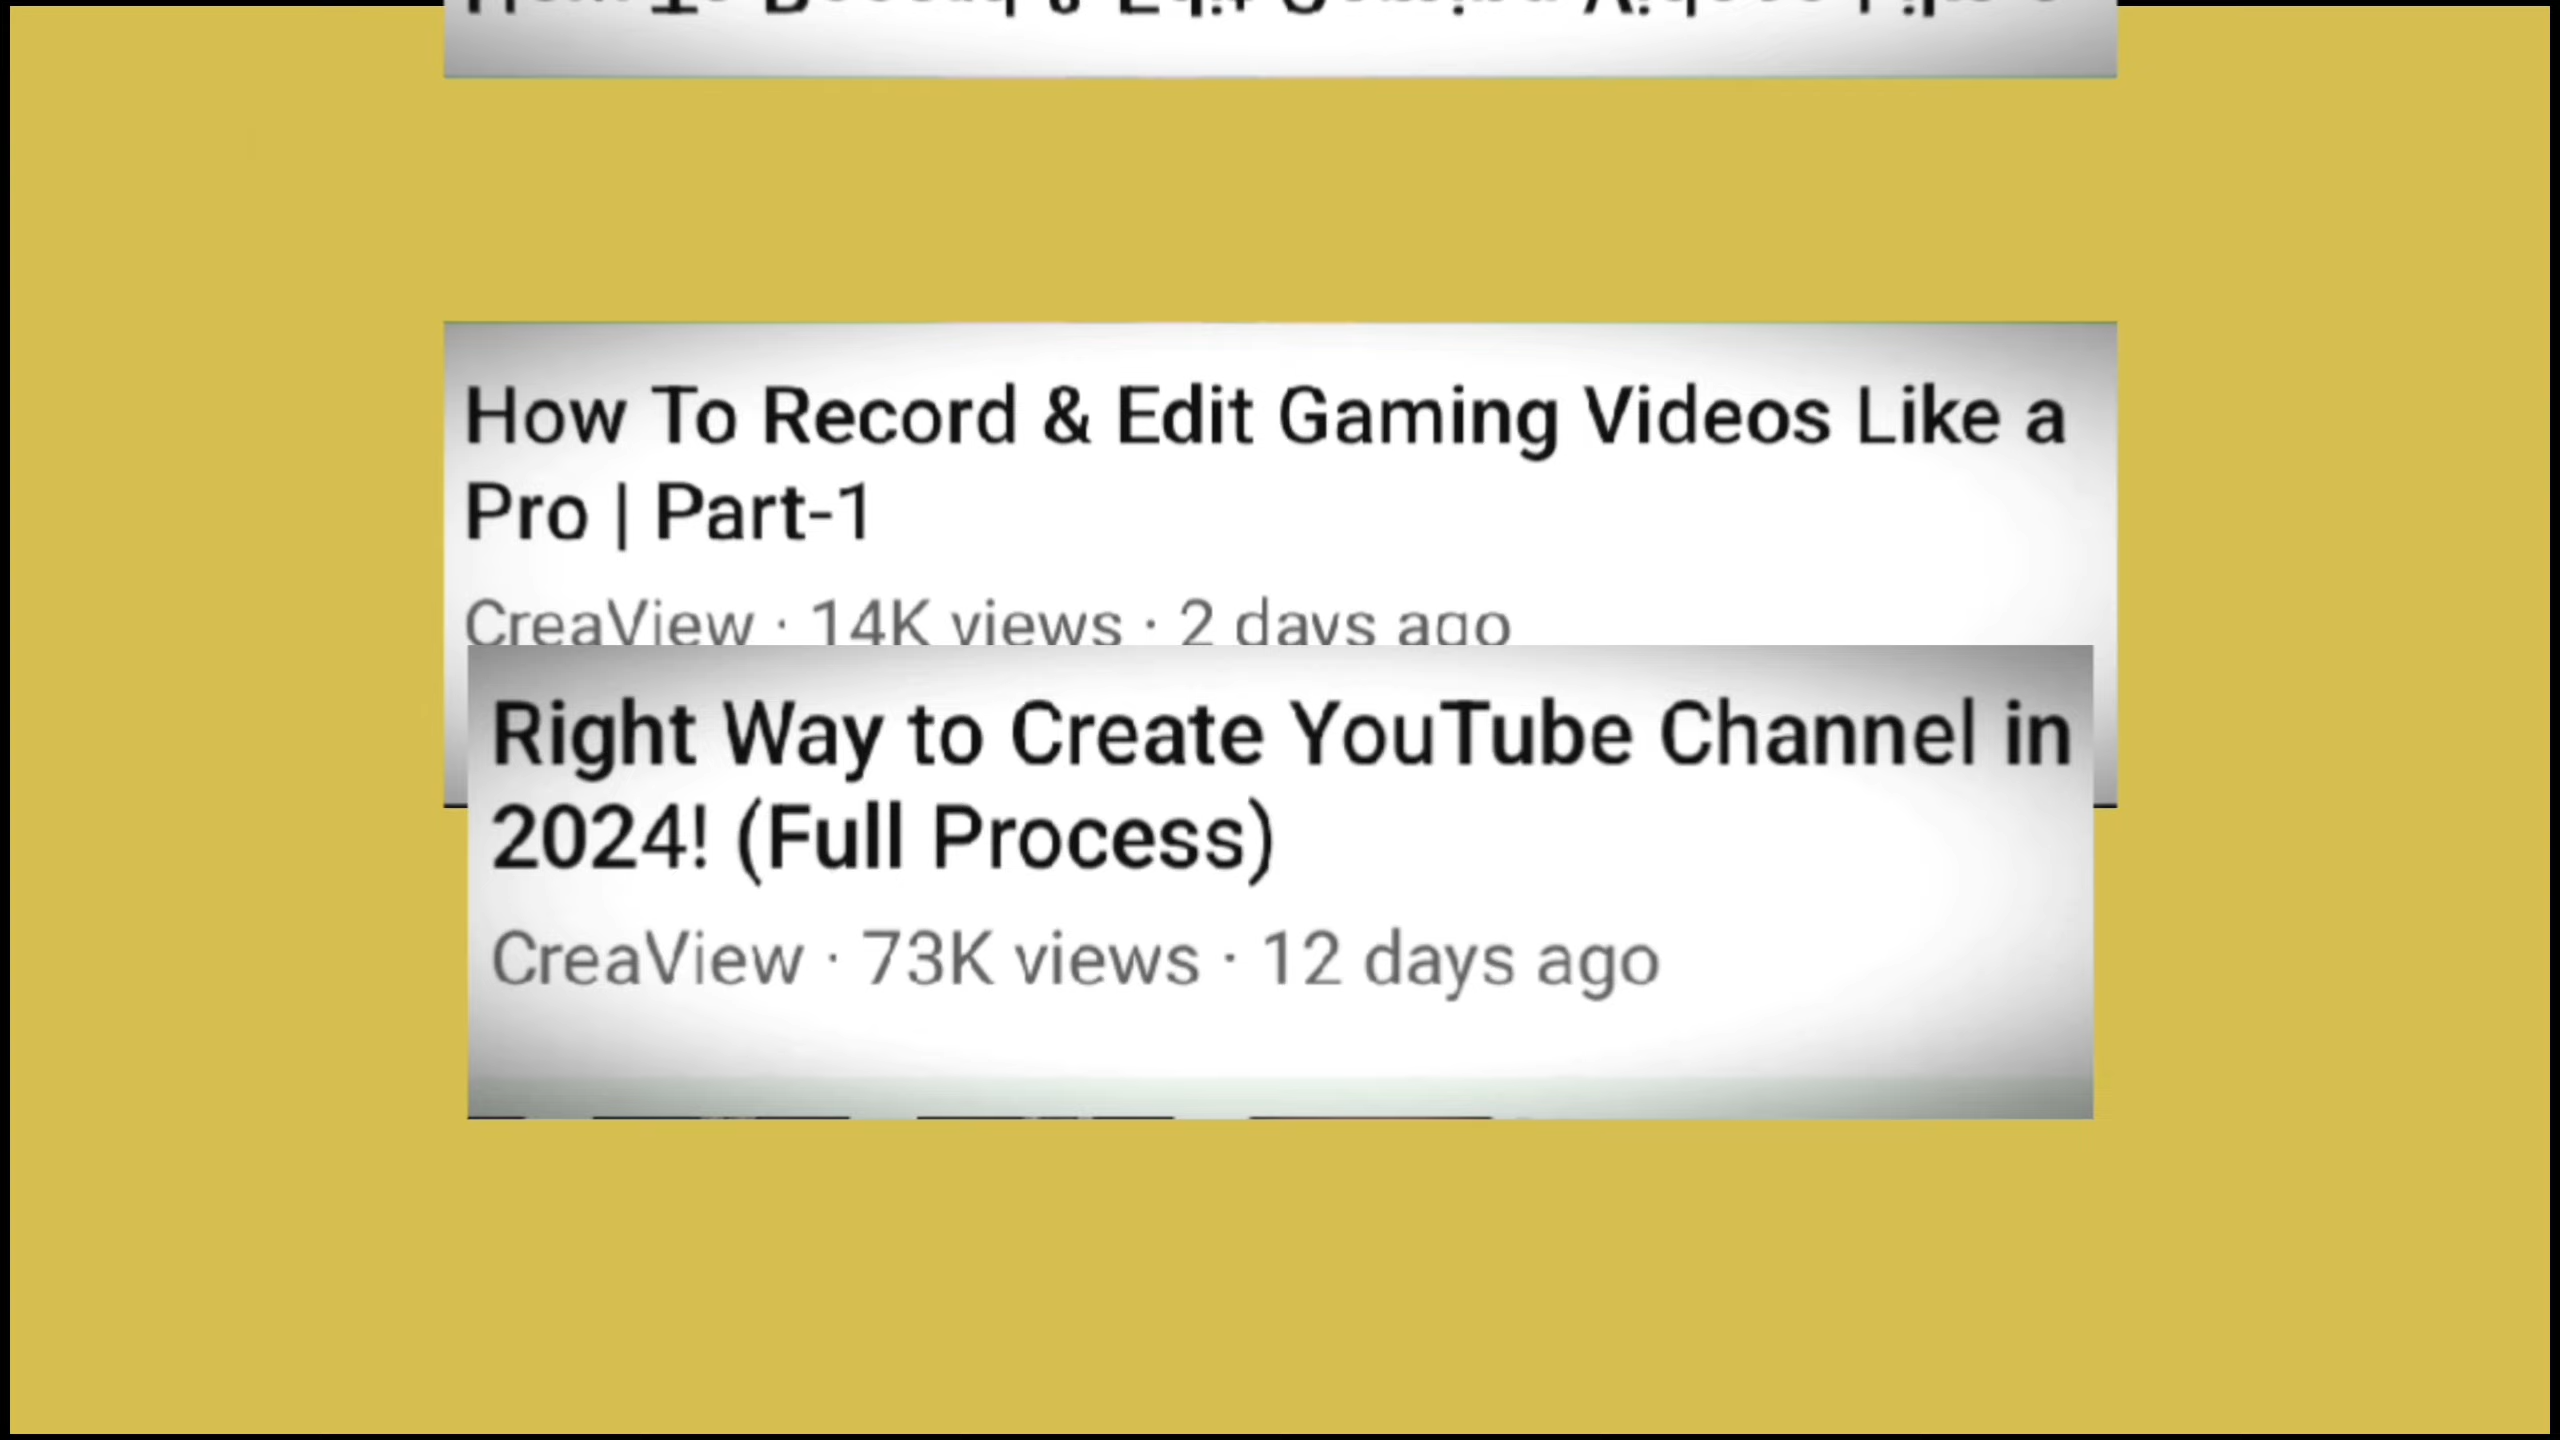 How To Record & Edit Gaming Videos Like a
Pro | Part-1
CreaView · 14K views · 2 days ago
Right Way to Create YouTube Channel in
2024! (Full Process)
CreaView · 73K views · 12 days ago